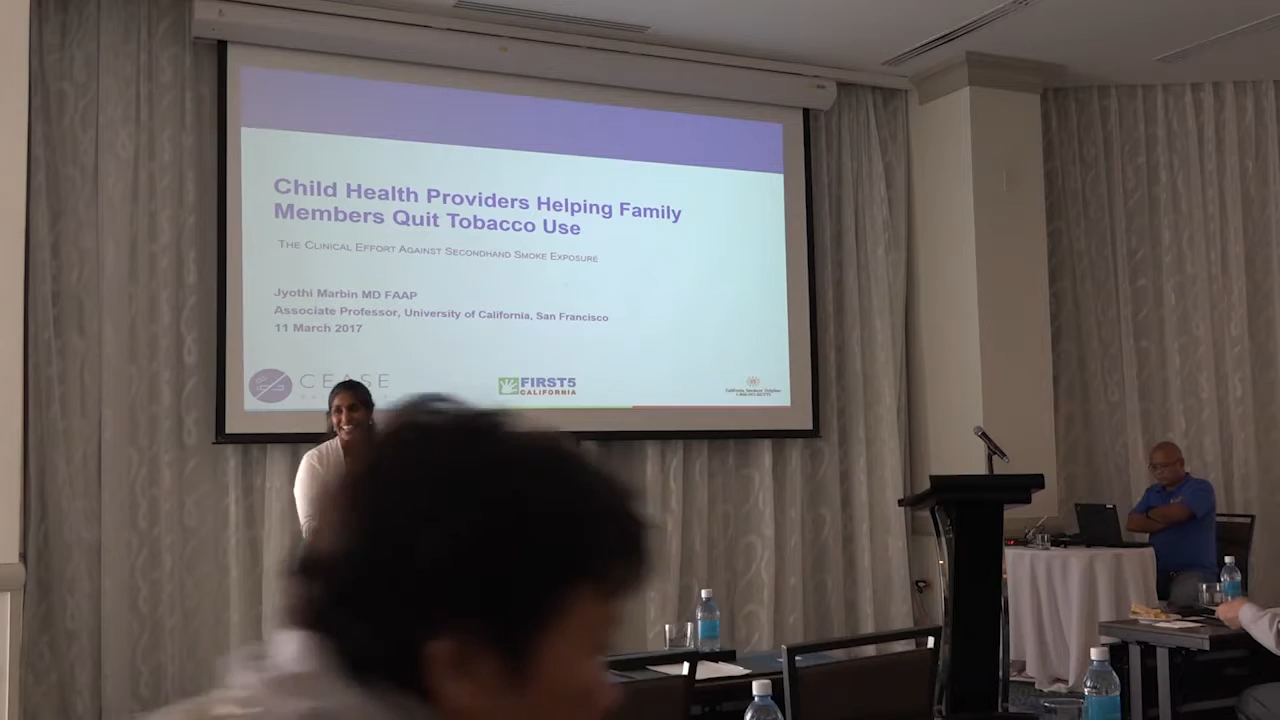 Child Health Providers Helping Family
Members Quit Tobacco Use
THE CLINICAL EFFORT AGAINST SECONDHAND SMOKE EXPOSURE
Jyothi Marbin MD FAAP
Associate Professor, University of California, San Francisco
11 March 2017
CEASE
FIRST5
CALIFORNIA